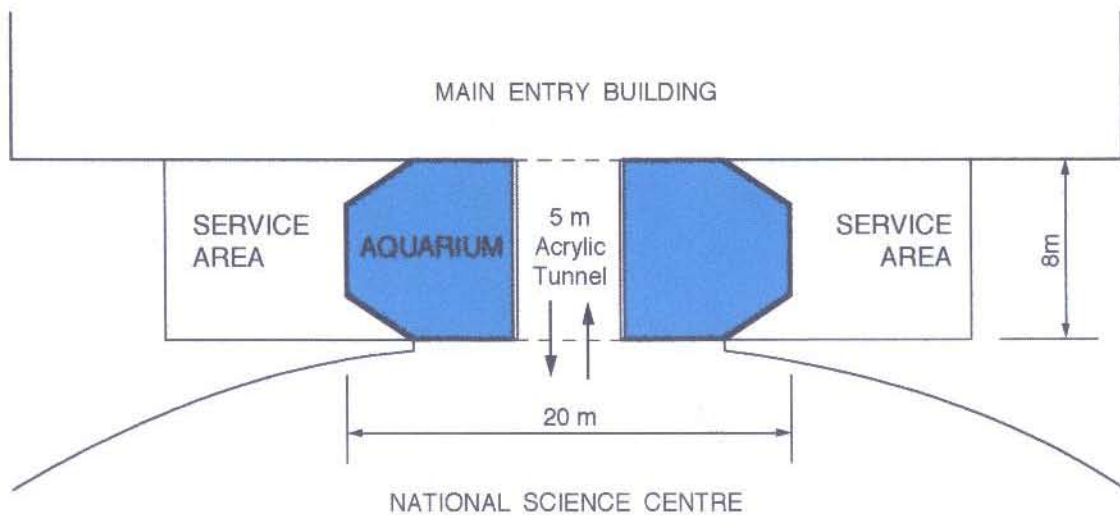 MAIN ENTRY BUILDING
SERVICE
AREA
AQUARIUM
5 m
Acrylic
Tunnel
SERVICE
AREA
8m
20 m
NATIONAL SCIENCE CENTRE